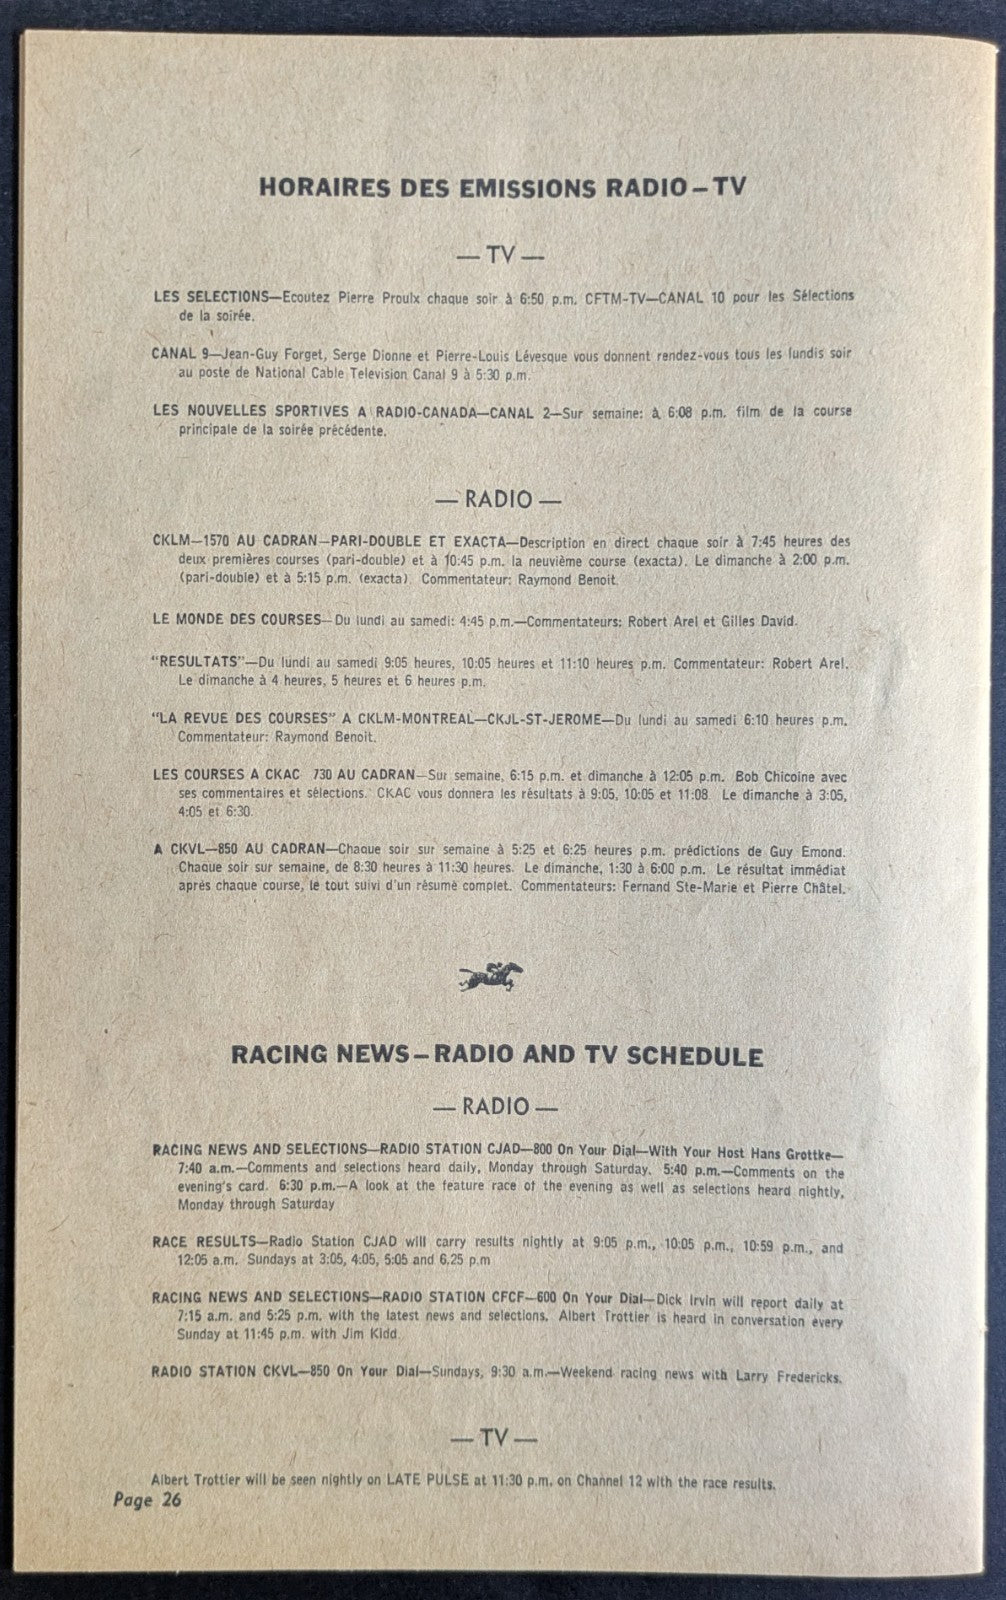 HORAIRES DES EMISSIONS RADIO–TV
— TV —
LES SELECTIONS—Ecoutez Pierre Proulx chaque soir à 6:50 p.m. CFTM-TV—CANAL 10 pour les Sélections
de la soirée.
CANAL 9—Jean-Guy Forget, Serge Dionne et Pierre-Louis Lévesque vous donnent rendez-vous tous les lundis soir
au poste de National Cable Television Canal 9 à 5:30 p.m.
LES NOUVELLES SPORTIVES A RADIO-CANADA—CANAL 2—Sur semaine: à 6:08 p.m. film de la course
principale de la soirée précédente.
— RADIO —
CKLM—1570 AU CADRAN—PARI-DOUBLE ET EXACTA—Description en direct chaque soir à 7:45 heures des
deux premières courses (pari-double) et à 10:45 p.m. la neuvième course (exacta). Le dimanche à 2:00 p.m.
(pari-double) et à 5:15 p.m. (exacta). Commentateur: Raymond Benoit.
LE MONDE DES COURSES—Du lundi au samedi: 4:45 p.m.—Commentateurs: Robert Arel et Gilles David.
"RESULTATS"—Du lundi au samedi 9:05 heures, 10:05 heures et 11:10 heures p.m. Commentateur: Robert Arel.
Le dimanche à 4 heures, 5 heures et 6 heures p.m.
"LA REVUE DES COURSES" A CKLM-MONTREAL—CKJL-ST-JEROME—Du lundi au samedi 6:10 heures p.m.
Commentateur: Raymond Benoit.
LES COURSES A CKAC 730 AU CADRAN—Sur semaine, 6:15 p.m. et dimanche à 12:05 p.m. Bob Chicoine avec
ses commentaires et sélections. CKAC vous donnera les résultats à 9:05, 10:05 et 11:08. Le dimanche à 3:05,
4:05 et 6:30.
A CKVL—850 AU CADRAN—Chaque soir sur semaine à 5:25 et 6:25 heures p.m. prédictions de Guy Emond.
Chaque soir sur semaine, de 8:30 heures à 11:30 heures. Le dimanche, 1:30 à 6:00 p.m. Le résultat immédiat
aprés chaque course, le tout suivi d'un résumé complet. Commentateurs: Fernand Ste-Marie et Pierre Châtel.
RACING NEWS–RADIO AND TV SCHEDULE
— RADIO —
RACING NEWS AND SELECTIONS—RADIO STATION CJAD—800 On Your Dial—With Your Host Hans Grottke—
7:40 a.m.—Comments and selections heard daily, Monday through Saturday. 5:40 p.m.—Comments on the
evening's card. 6:30 p.m.—A look at the feature race of the evening as well as selections heard nightly,
Monday through Saturday
RACE RESULTS—Radio Station CJAD will carry results nightly at 9:05 p.m., 10:05 p.m., 10:59 p.m., and
12:05 a.m. Sundays at 3:05, 4:05, 5:05 and 6.25 p.m
RACING NEWS AND SELECTIONS—RADIO STATION CFCF—600 On Your Dial—Dick Irvin will report daily at
7:15 a.m. and 5:25 p.m. with the latest news and selections. Albert Trottier is heard in conversation every
Sunday at 11:45 p.m. with Jim Kidd.
RADIO STATION CKVL—850 On Your Dial—Sundays, 9:30 a.m.—Weekend racing news with Larry Fredericks.
— TV —
Albert Trottier will be seen nightly on LATE PULSE at 11:30 p.m. on Channel 12 with the race results.
Page 26